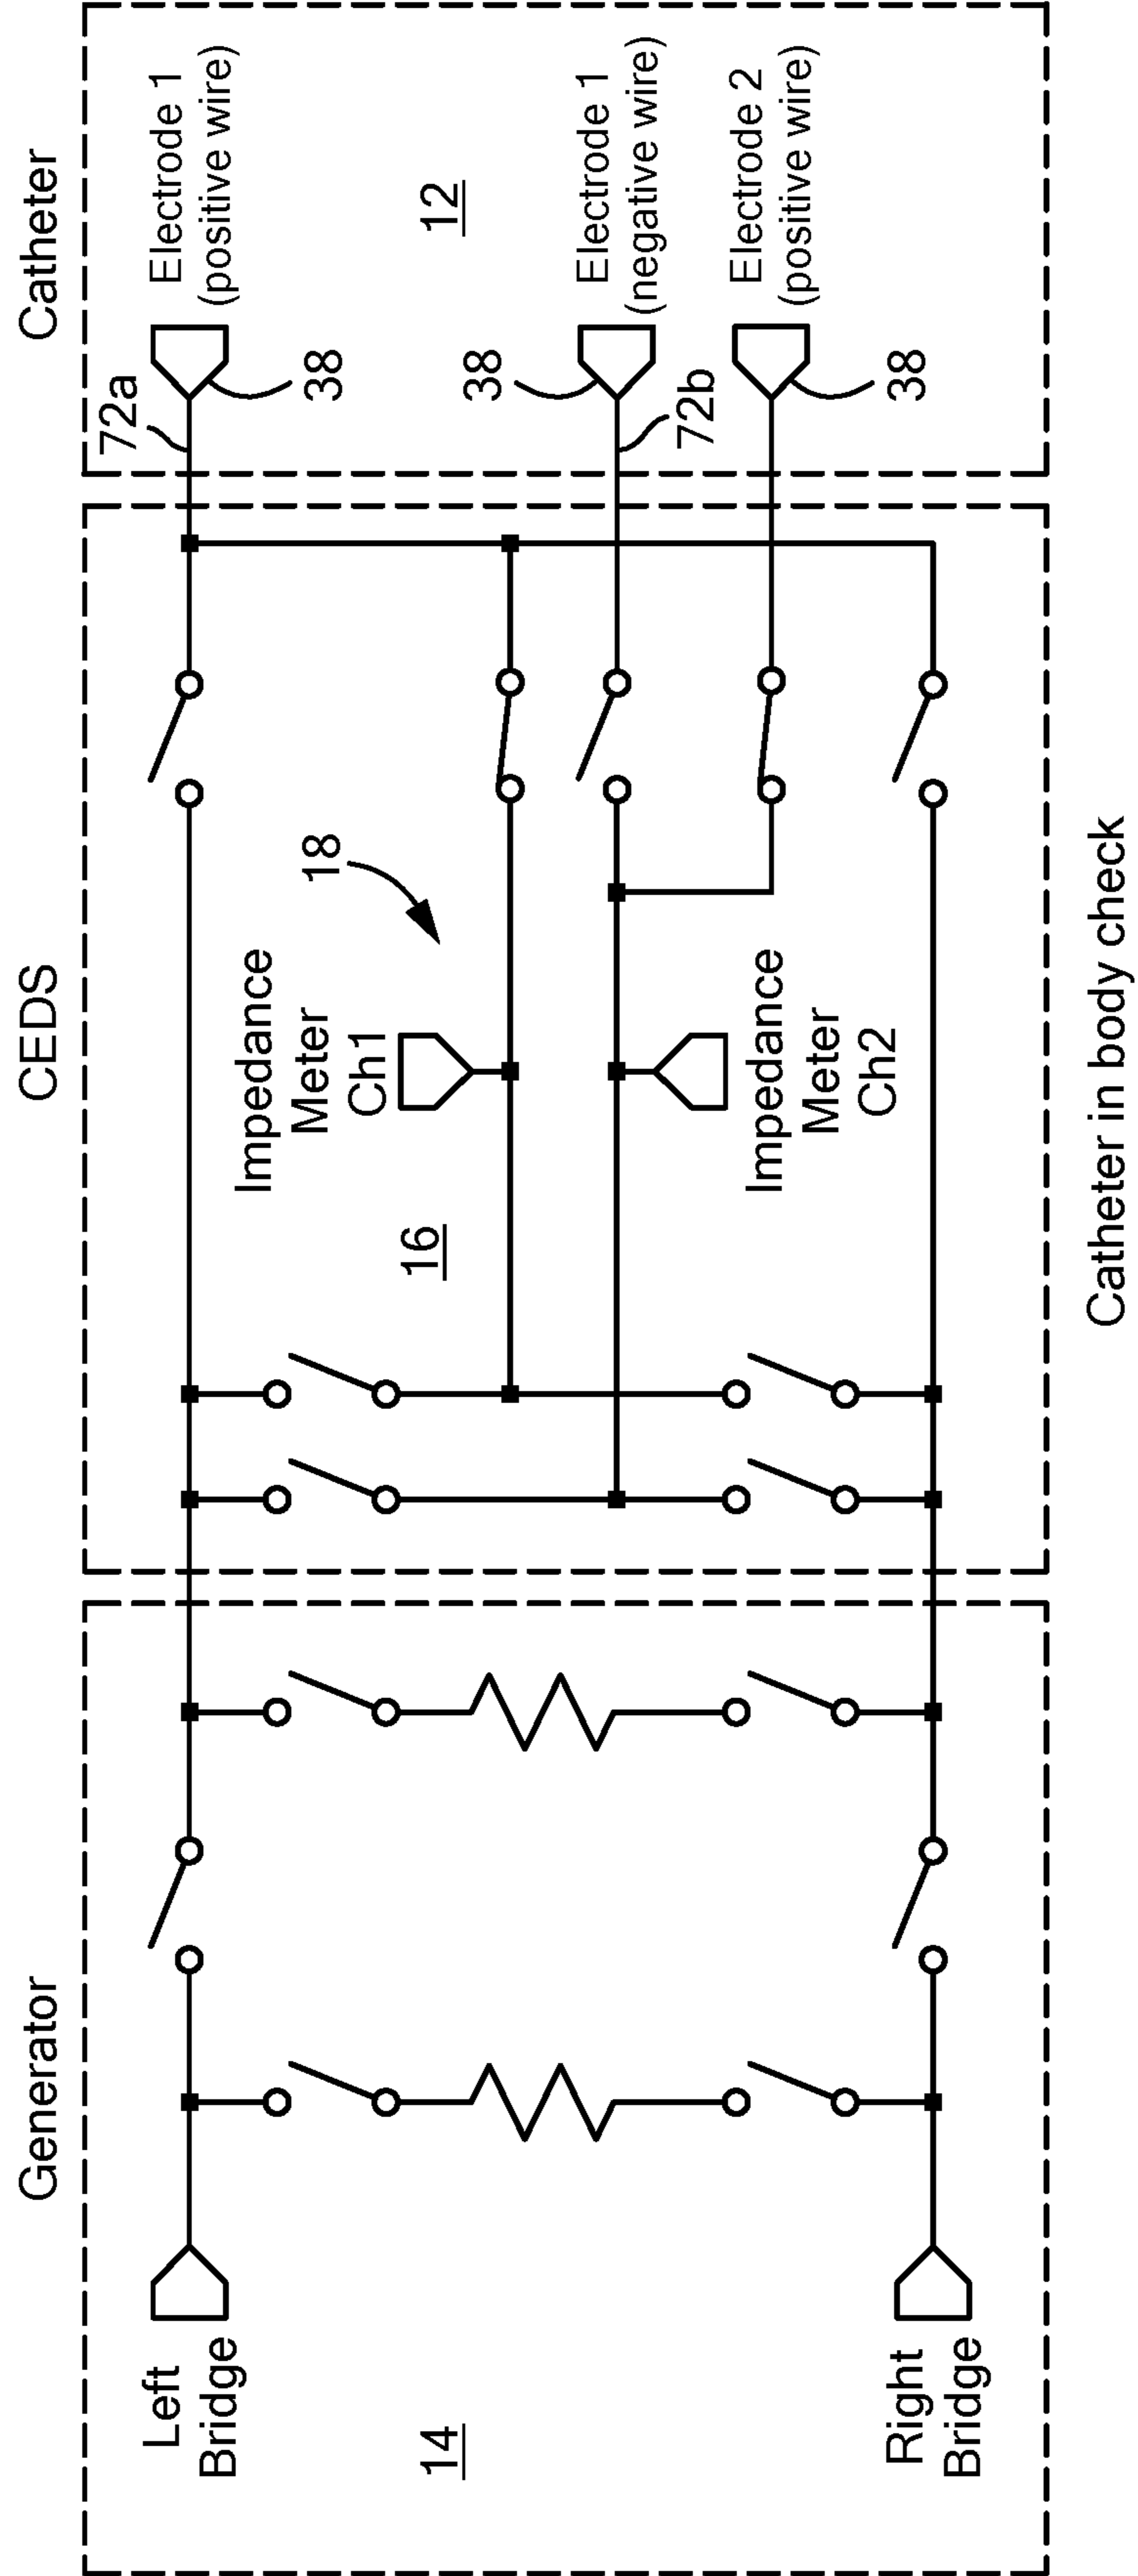 Generator
CEDS
Catheter
Left
Bridge
14
Right
Bridge
16
Impedance
Meter
Ch1
18
Impedance
Meter
Ch2
72a
Electrode 1
(positive wire)
38
12
38
Electrode 1
(negative wire)
72b
Electrode 2
(positive wire)
38
Catheter in body check